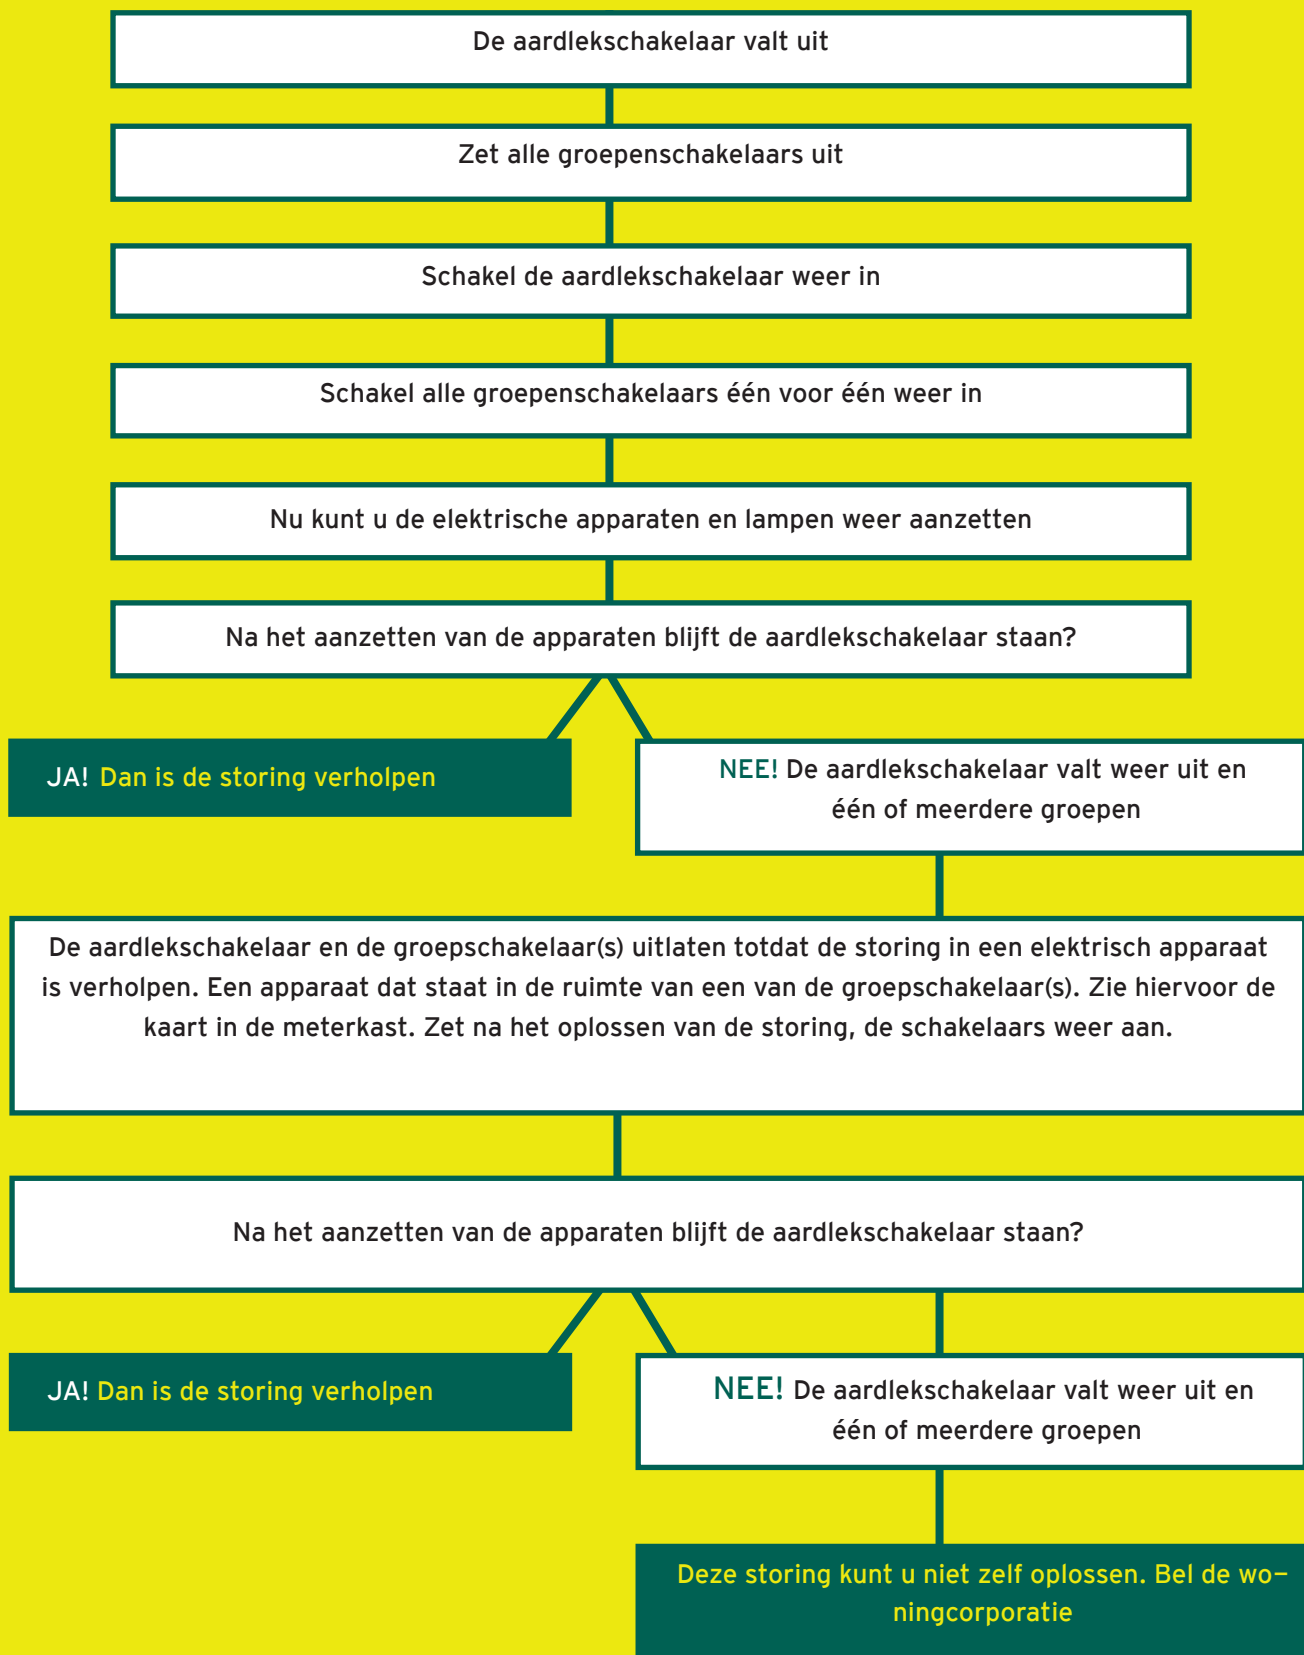 De aardlekschakelaar valt uit
Zet alle groepenschakelaars uit
Schakel de aardlekschakelaar weer in
Schakel alle groepenschakelaars één voor één weer in
Nu kunt u de elektrische apparaten en lampen weer aanzetten
Na het aanzetten van de apparaten blijft de aardlekschakelaar staan?
JA! Dan is de storing verholpen
NEE! De aardlekschakelaar valt weer uit en
één of meerdere groepen
De aardlekschakelaar en de groepschakelaar(s) uitlaten totdat de storing in een elektrisch apparaat
is verholpen. Een apparaat dat staat in de ruimte van een van de groepschakelaar(s). Zie hiervoor de
kaart in de meterkast. Zet na het oplossen van de storing, de schakelaars weer aan.
Na het aanzetten van de apparaten blijft de aardlekschakelaar staan?
JA! Dan is de storing verholpen
NEE! De aardlekschakelaar valt weer uit en
één of meerdere groepen
Deze storing kunt u niet zelf oplossen. Bel de wo–
ningcorporatie